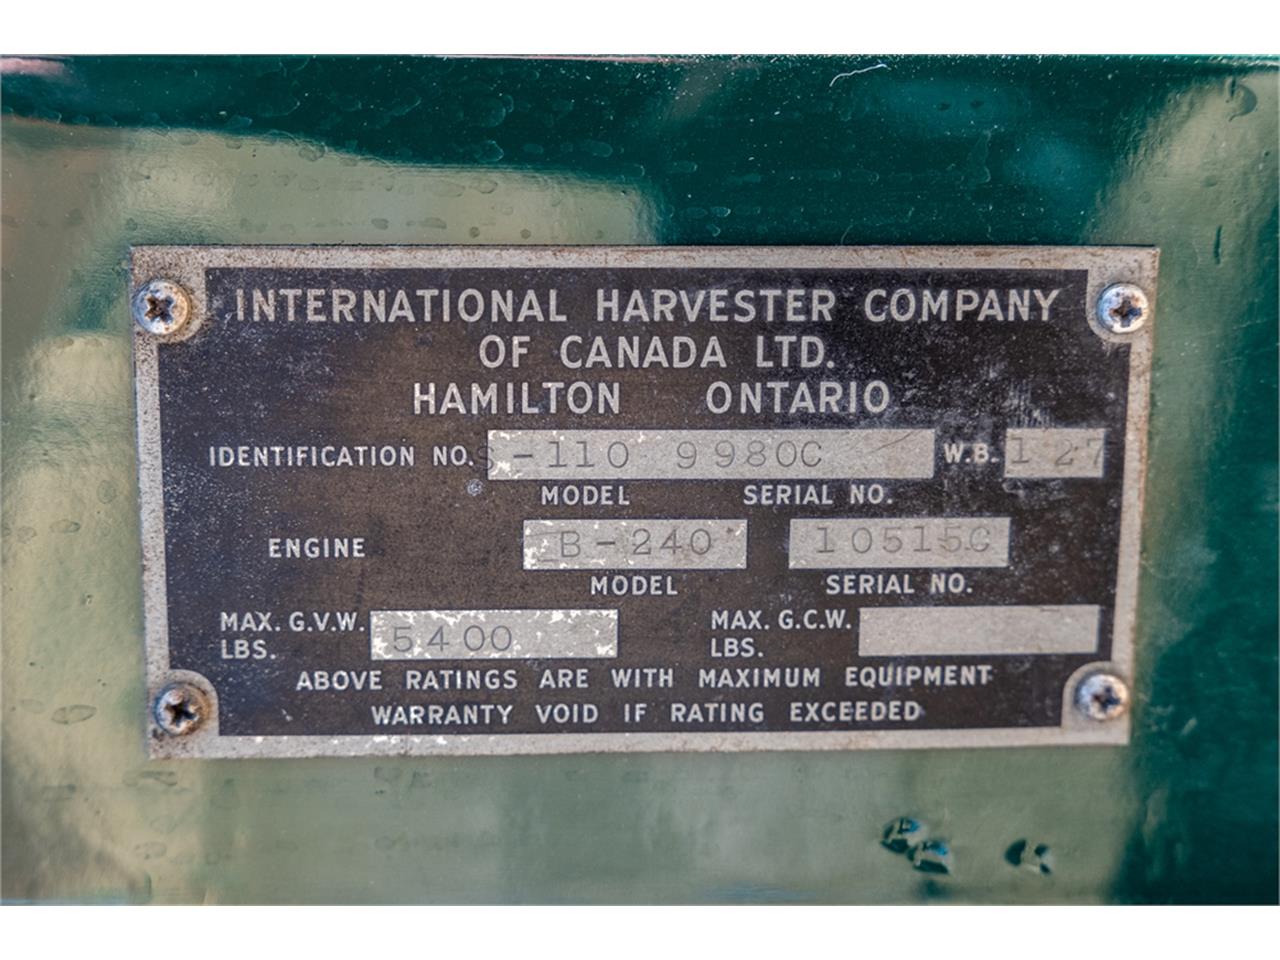 INTERNATIONAL HARVESTER COMPANY
OF CANADA LTD.
HAMILTON ONTARIO
IDENTIFICATION NO. S-110 9980C W.B. 127
MODEL SERIAL NO.
ENGINE B-240 10515C
MODEL SERIAL NO.
MAX. G.V.W. LBS. 5400 MAX. G.C.W. LBS.
ABOVE RATINGS ARE WITH MAXIMUM EQUIPMENT
WARRANTY VOID IF RATING EXCEEDED